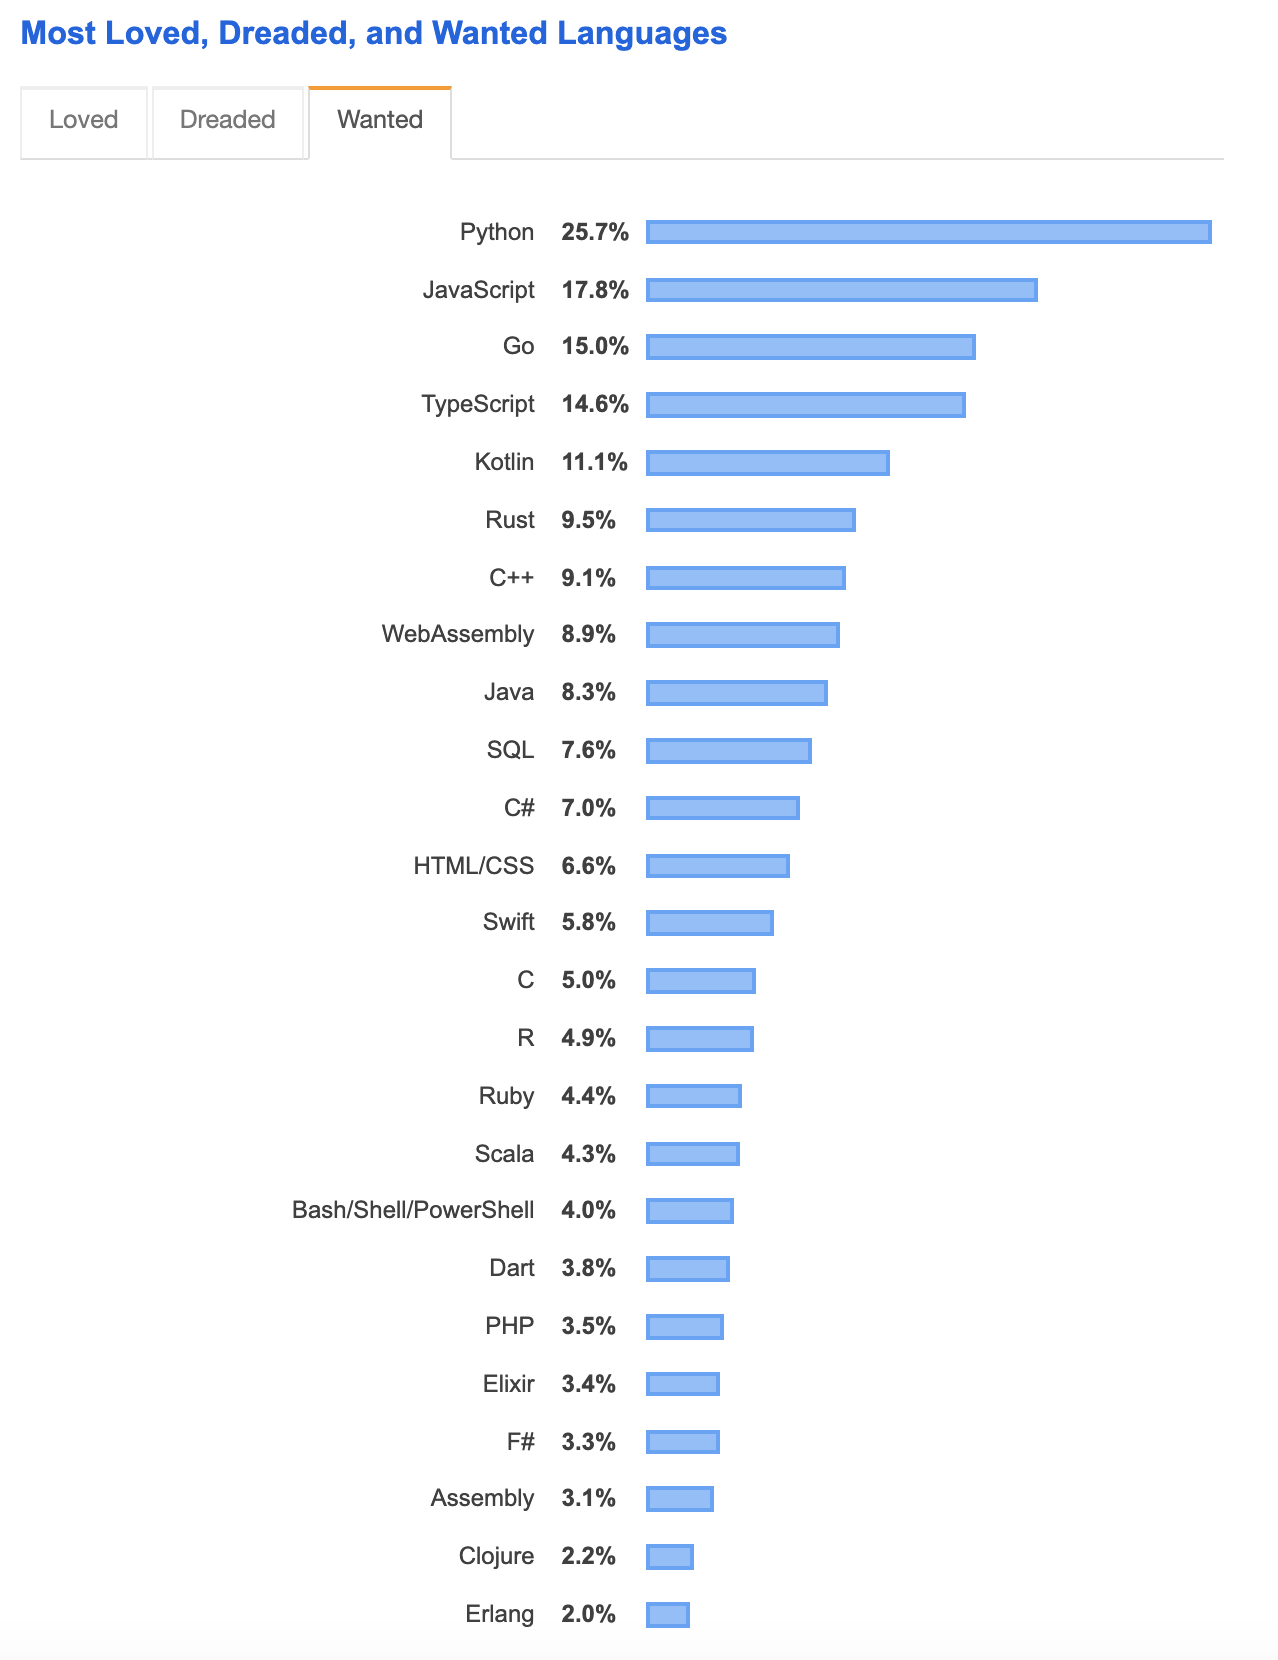 Most Loved, Dreaded, and Wanted Languages
Loved Dreaded Wanted
Python 25.7%
JavaScript 17.8%
Go 15.0%
TypeScript 14.6%
Kotlin 11.1%
Rust 9.5%
C++ 9.1%
WebAssembly 8.9%
Java 8.3%
SQL 7.6%
C# 7.0%
HTML/CSS 6.6%
Swift 5.8%
C 5.0%
R 4.9%
Ruby 4.4%
Scala 4.3%
Bash/Shell/PowerShell 4.0%
Dart 3.8%
PHP 3.5%
Elixir 3.4%
F# 3.3%
Assembly 3.1%
Clojure 2.2%
Erlang 2.0%